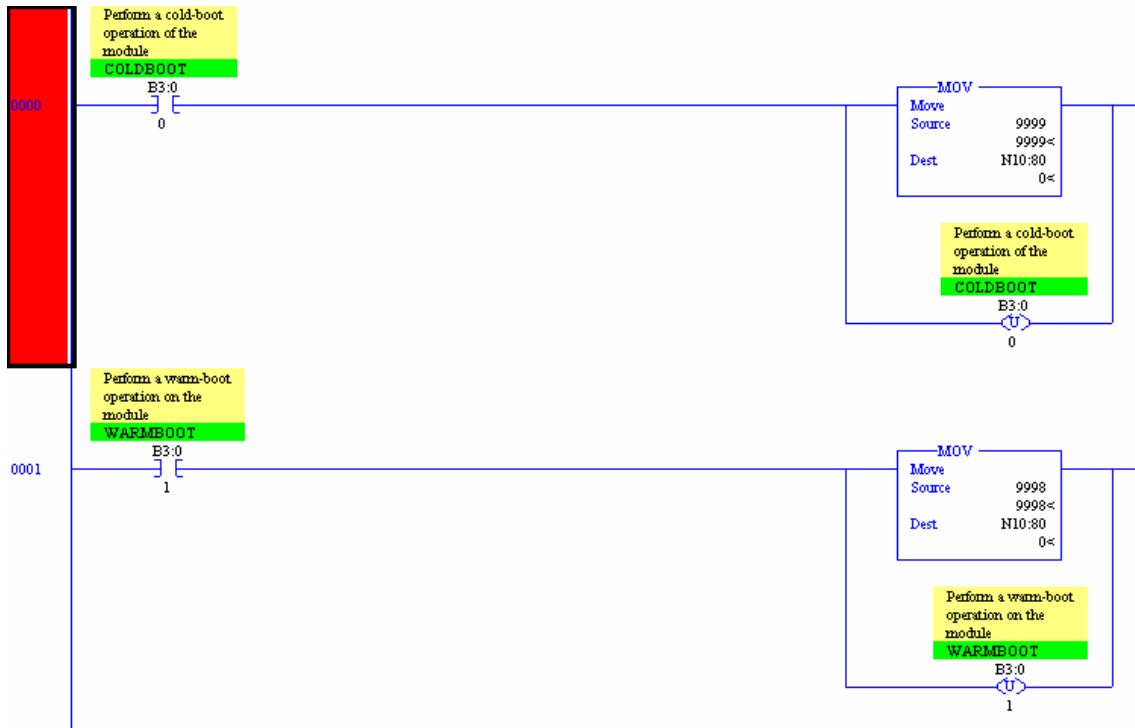 Perform a cold-boot
operation of the
module
COLDBOOT
B3:0
0000
0
MOV
Move
Source 9999
9999<
Dest N10:80
0<
Perform a cold-boot
operation of the
module
COLDBOOT
B3:0
U
0
Perform a warm-boot
operation on the
module
WARMBOOT
B3:0
0001
1
MOV
Move
Source 9998
9998<
Dest N10:80
0<
Perform a warm-boot
operation on the
module
WARMBOOT
B3:0
U
1